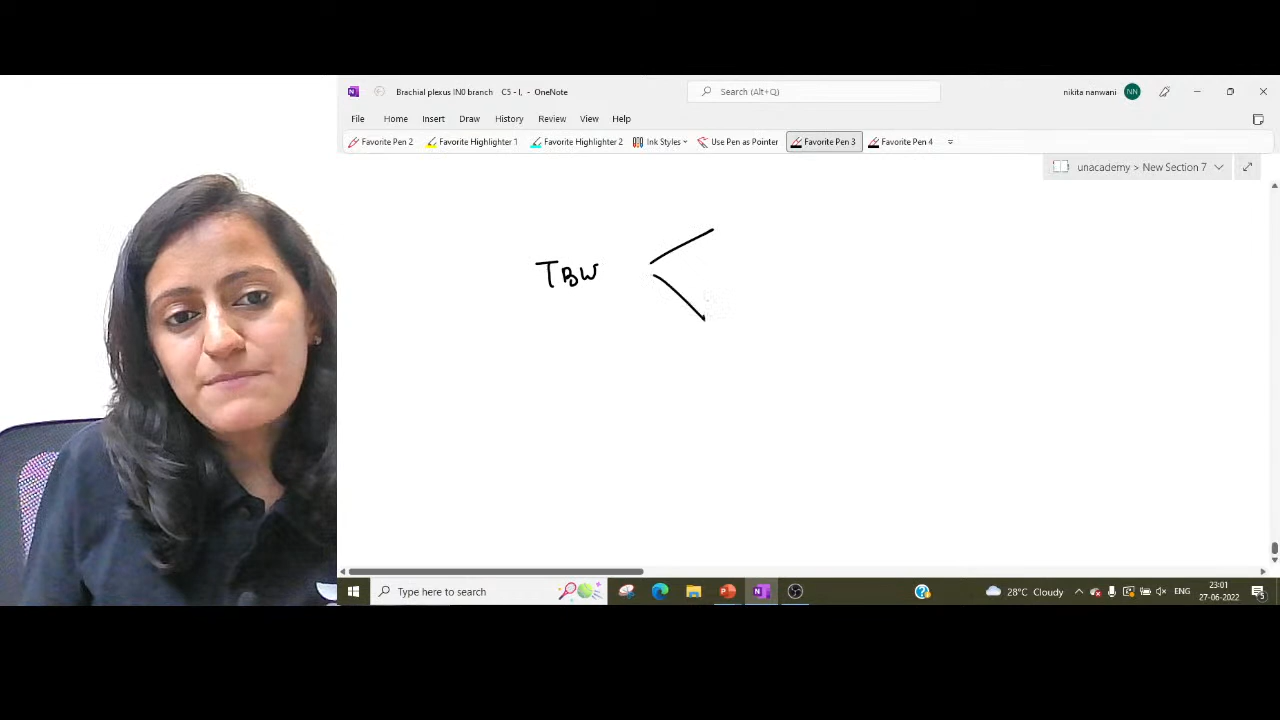 Brachial plexus IN0 branch C5 - I, - OneNote
Search (Alt+Q)
nikita nanwani NN
File Home Insert Draw History Review View Help
Favorite Pen 2 Favorite Highlighter 1 Favorite Highlighter 2 Ink Styles Use Pen as Pointer Favorite Pen 3 Favorite Pen 4
unacademy > New Section 7
TBW
Type here to search
28°C Cloudy
ENG
23:01
27-06-2022
5